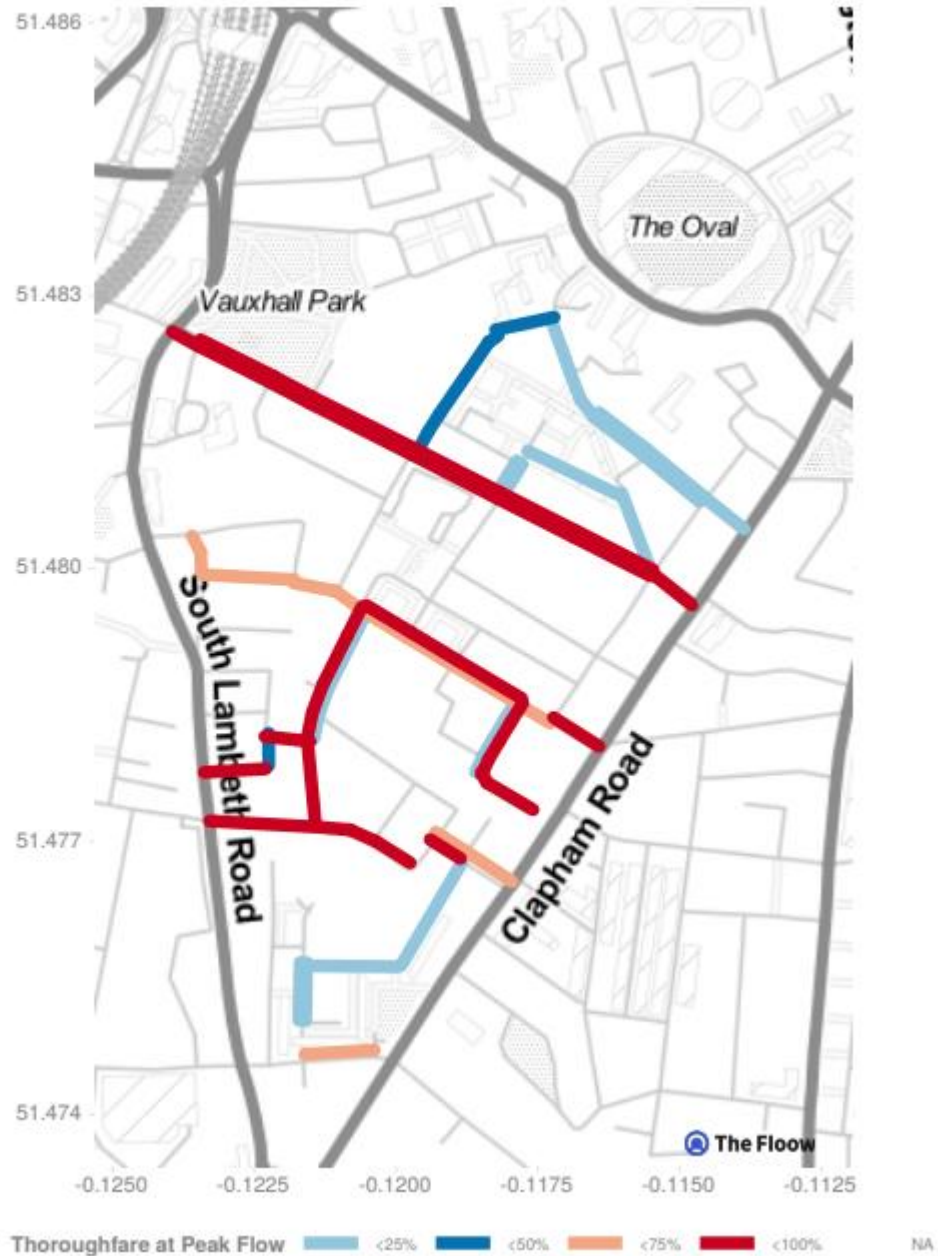 51.486
The Oval
51.483
Vauxhall Park
51.480
South Lambeth Road
Clapham Road
51.477
51.474
The Floow
-0.1250 -0.1225 -0.1200 -0.1175 -0.1150 -0.1125
Thoroughfare at Peak Flow <25% <50% <75% <100% NA